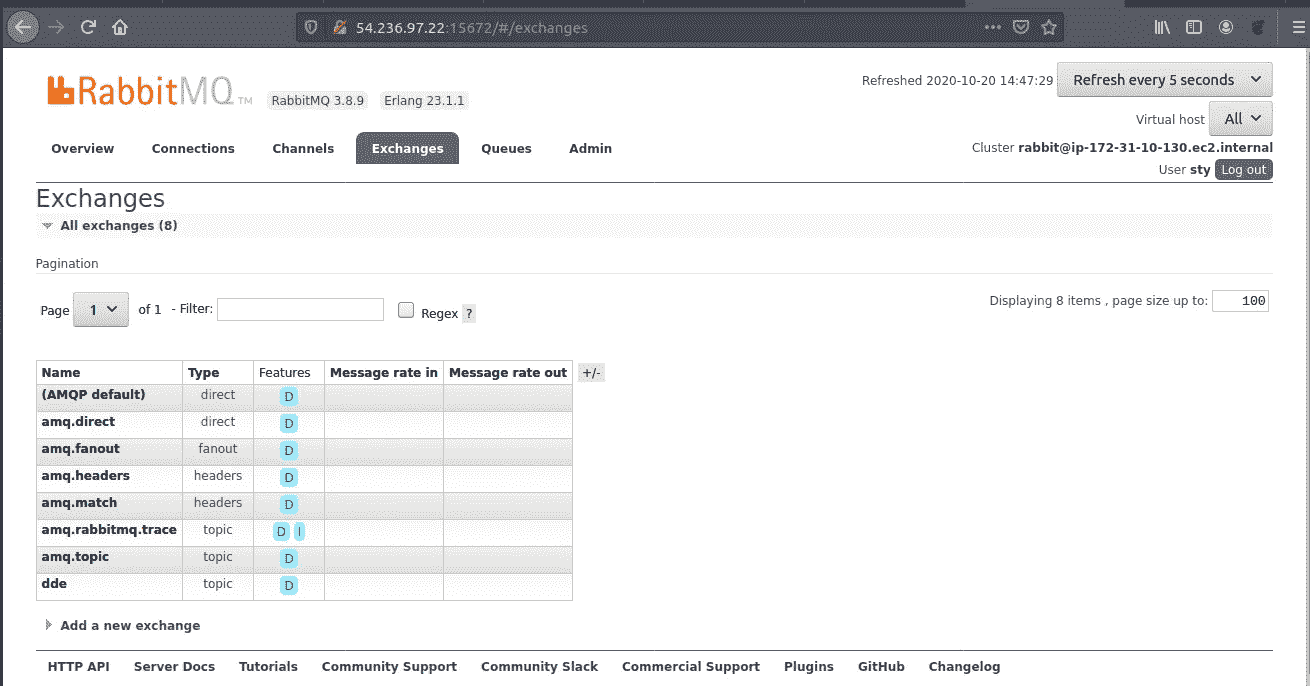 54.236.97.22:15672/#/exchanges
RabbitMQ TM RabbitMQ 3.8.9 Erlang 23.1.1
Refreshed 2020-10-20 14:47:29 Refresh every 5 seconds
Virtual host All
Cluster rabbit@ip-172-31-10-130.ec2.internal
User sty Log out
Overview Connections Channels Exchanges Queues Admin
Exchanges
All exchanges (8)
Pagination
Page 1 of 1 - Filter: Regex ? Displaying 8 items , page size up to: 100
Name Type Features Message rate in Message rate out +/-
(AMQP default) direct D
amq.direct direct D
amq.fanout fanout D
amq.headers headers D
amq.match headers D
amq.rabbitmq.trace topic D I
amq.topic topic D
dde topic D
Add a new exchange
HTTP API Server Docs Tutorials Community Support Community Slack Commercial Support Plugins GitHub Changelog